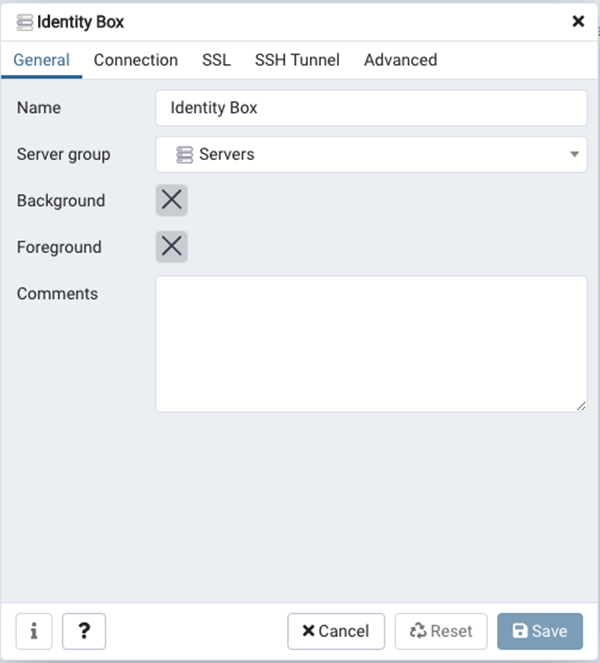 Identity Box
General Connection SSL SSH Tunnel Advanced
Name Identity Box
Server group Servers
Background
Foreground
Comments
i ? Cancel Reset Save